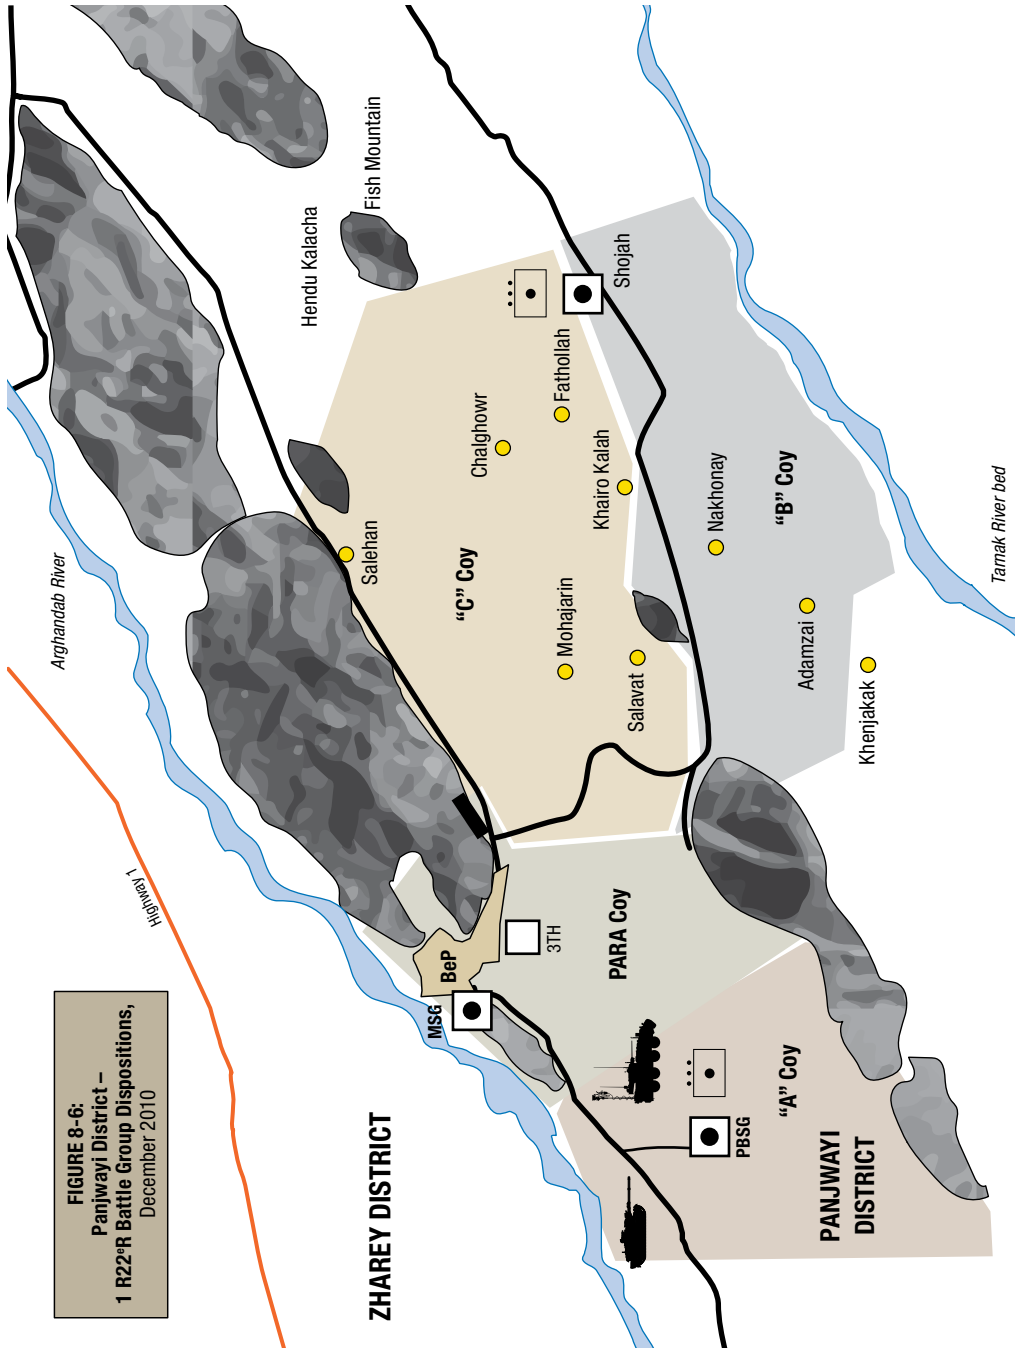 FIGURE 8-6:
Panjwayi District –
1 R22ᵉR Battle Group Dispositions,
December 2010
Highway 1
Arghandab River
Hendu Kalacha
Fish Mountain
ZHAREY DISTRICT
MSG
BeP
3TH
Salehan
"C" Coy
Chalghowr
Fathollah
Shojah
Mohajarin
Khairo Kalah
Salavat
PARA Coy
Nakhonay
"B" Coy
Adamzai
Khenjakak
PBSG
"A" Coy
PANJWAYI
DISTRICT
Tarnak River bed